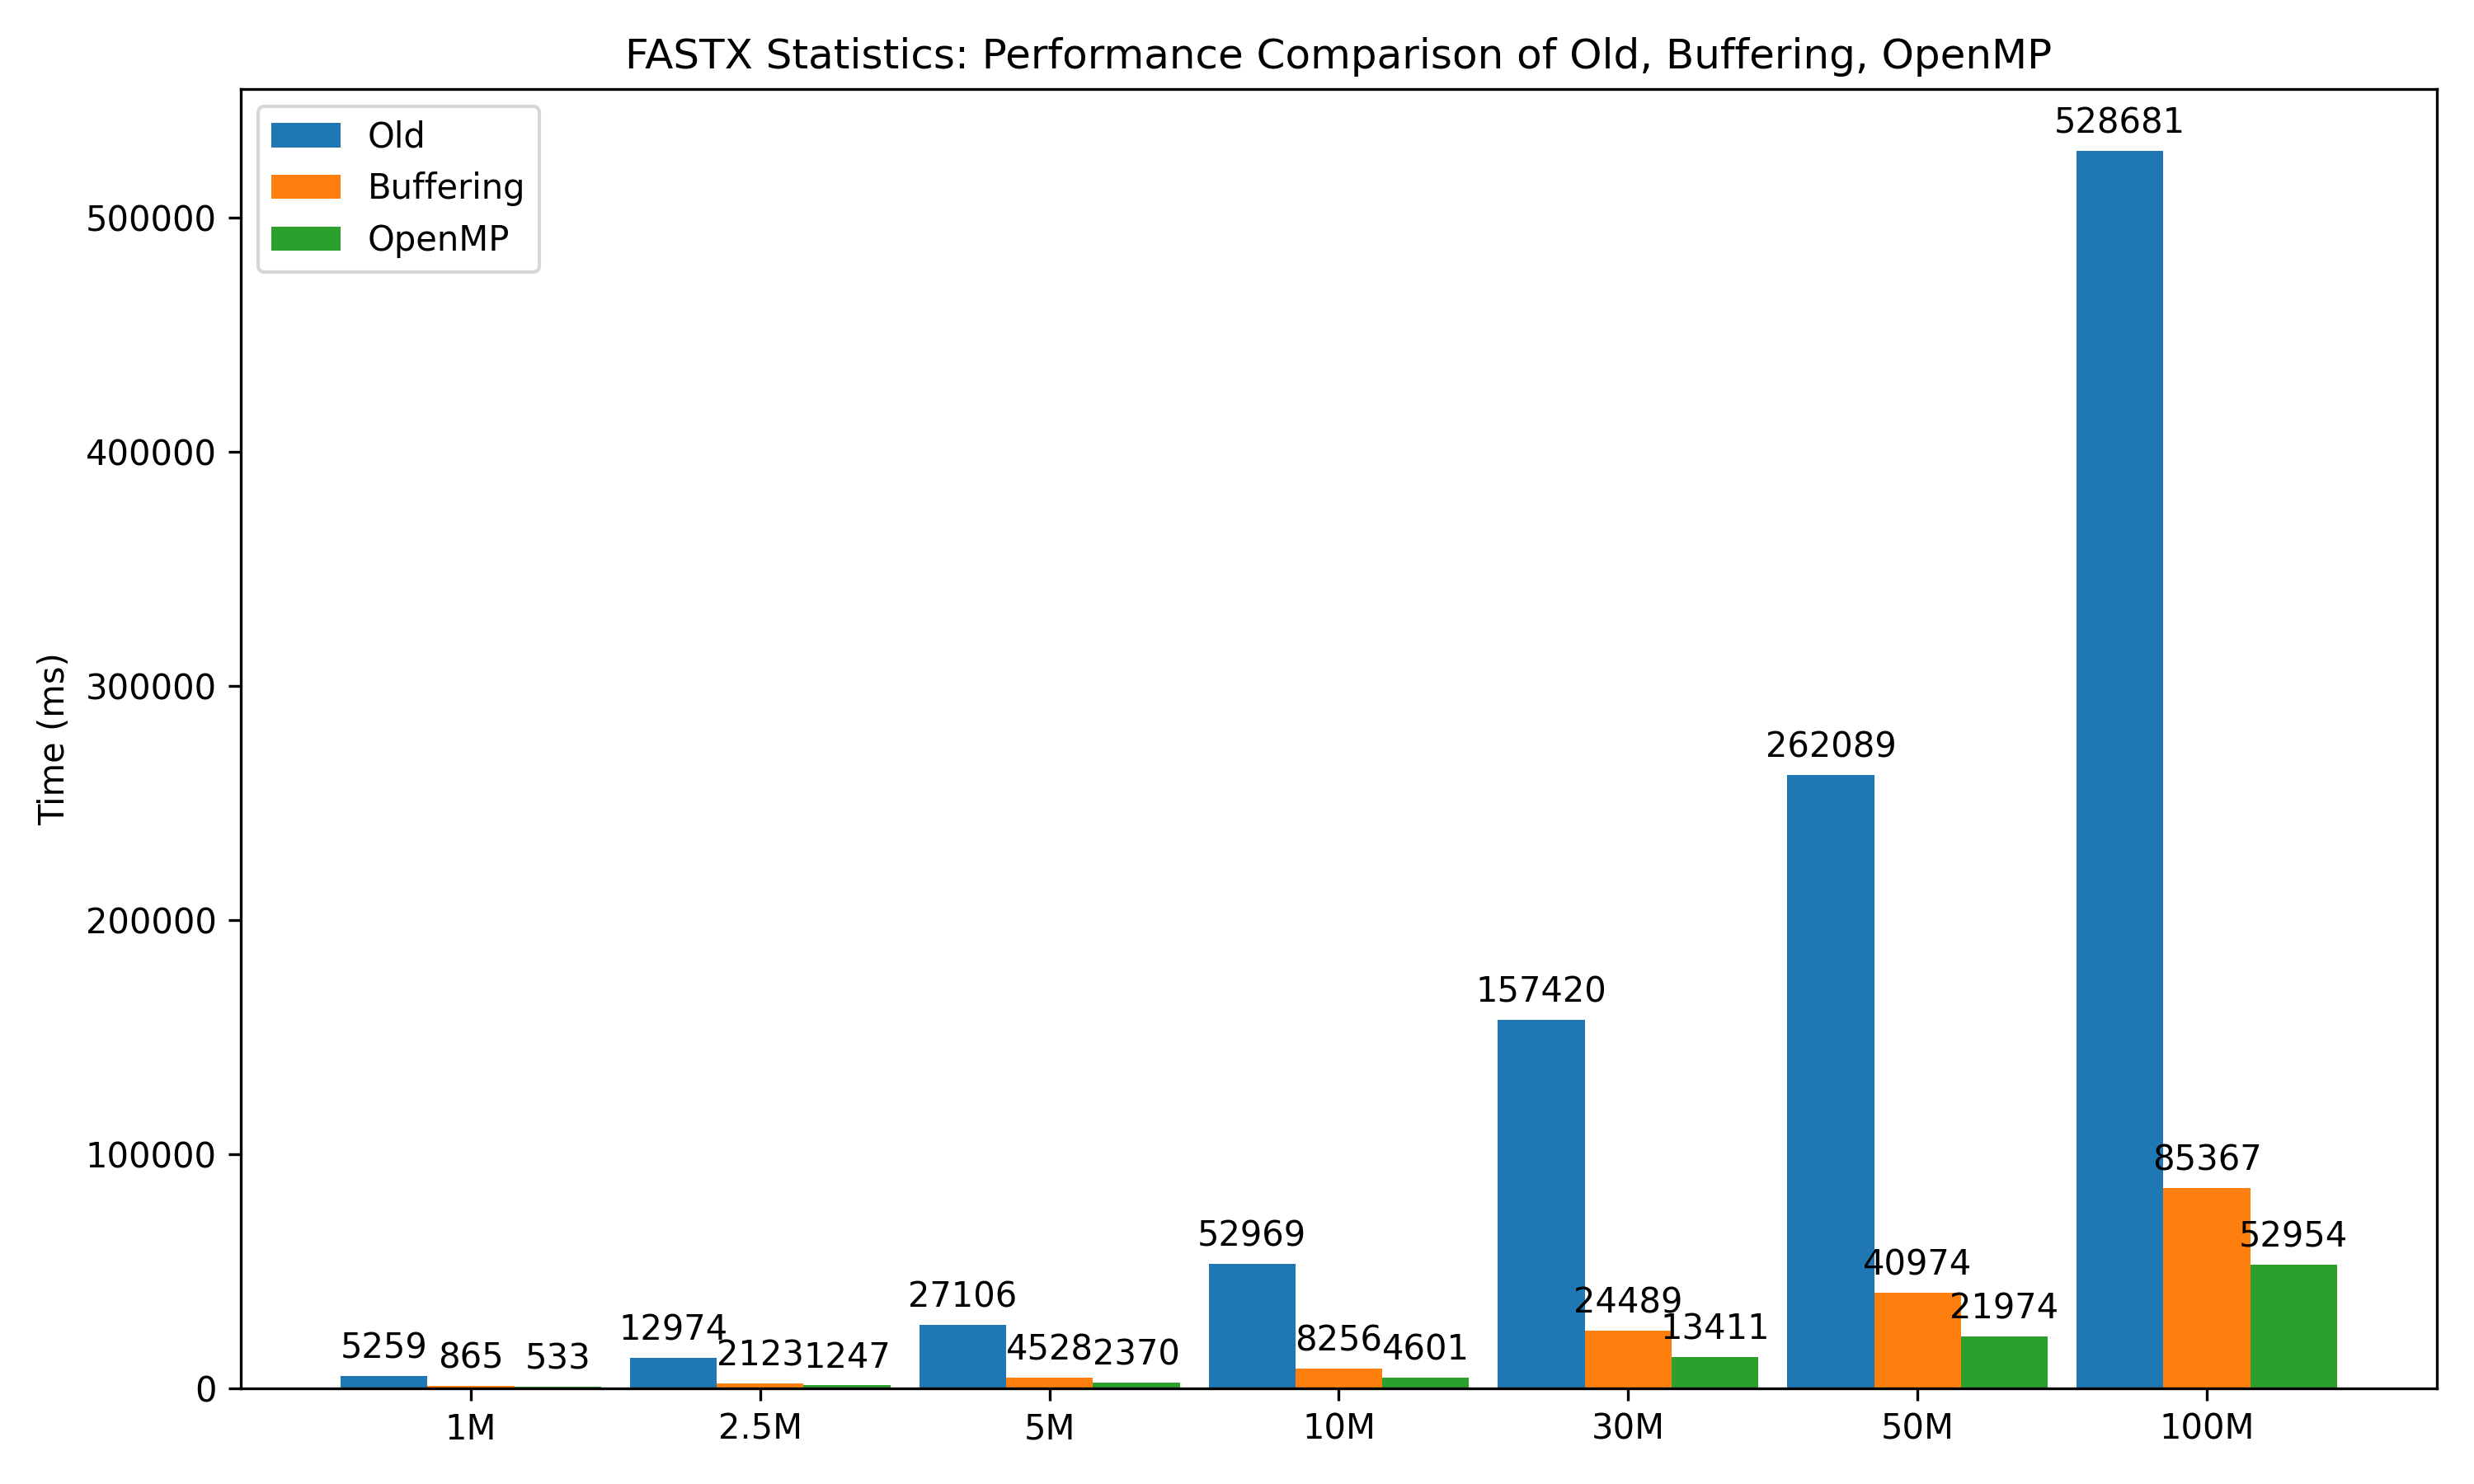 FASTX Statistics: Performance Comparison of Old, Buffering, OpenMP
Old
Buffering
OpenMP
Time (ms)
500000
400000
300000
200000
100000
0
5259
865
533
12974
2123
1247
27106
4528
2370
52969
8256
4601
157420
24489
13411
262089
40974
21974
528681
85367
52954
1M
2.5M
5M
10M
30M
50M
100M